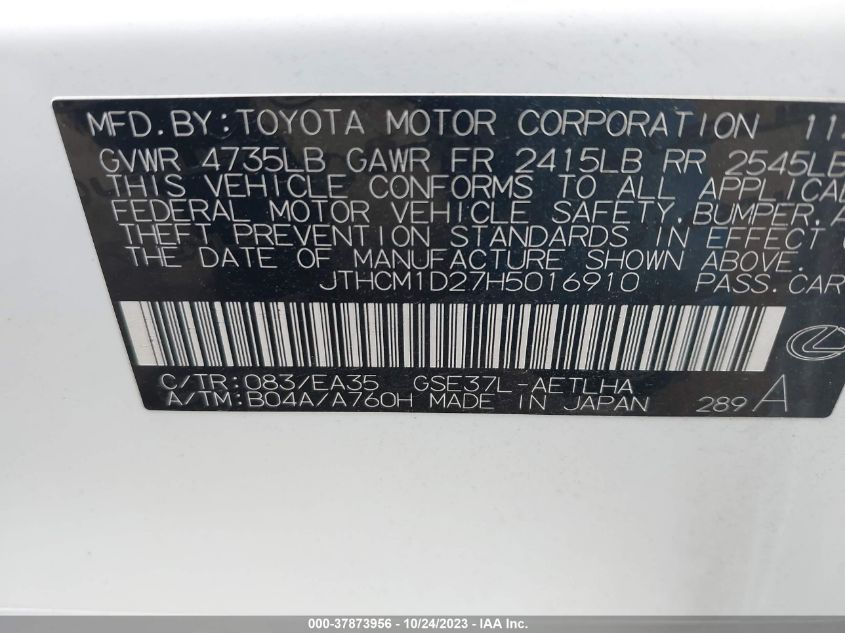 MFD.BY:TOYOTA MOTOR CORPORATION 11
GVWR 4735LB GAWR FR 2415LB RR 2545LB
THIS VEHICLE CONFORMS TO ALL
FEDERAL MOTOR VEHICLE SAFETY,BUMPER,
THEFT PREVENTION STANDARDS IN EFFECT
THE DATE OF MANUFACTURE SHOWN ABOVE.
JTHCM1D27H5016910 PASS.CAR
C/TR:083/EA35 GSE37L-AETLHA
A/TM:B04A/A760H MADE IN JAPAN 289 A
000-37873956 - 10/24/2023 - IAA Inc.